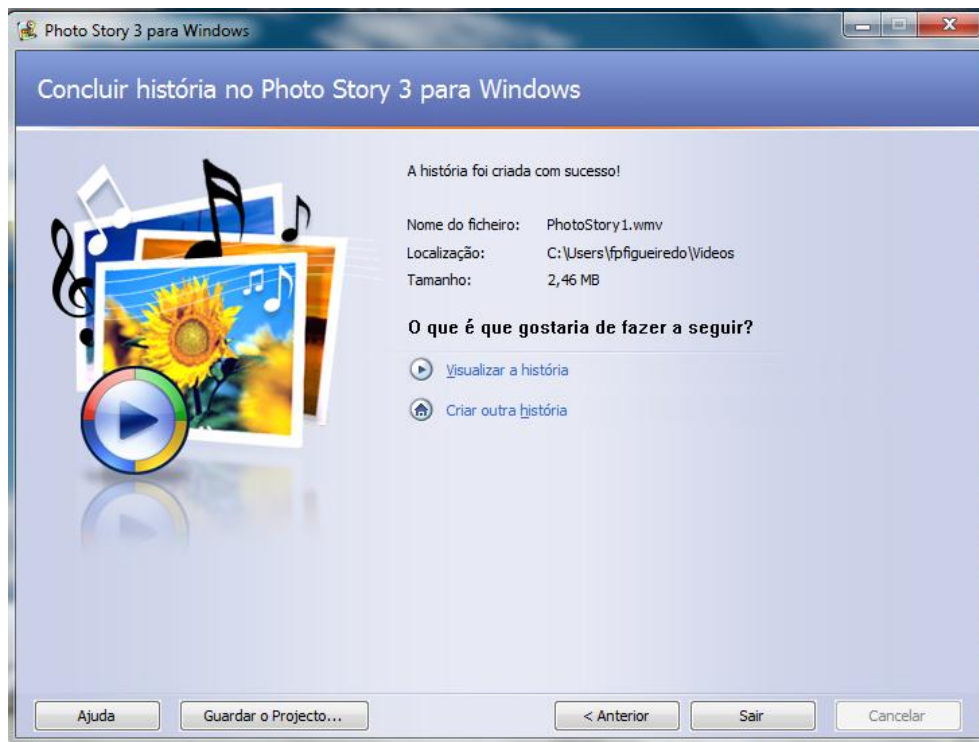 Photo Story 3 para Windows
Concluir história no Photo Story 3 para Windows
A história foi criada com sucesso!
Nome do ficheiro: PhotoStory1.wmv
Localização: C:\Users\fpfigueiredo\Videos
Tamanho: 2,46 MB
O que é que gostaria de fazer a seguir?
Visualizar a história
Criar outra história
Ajuda Guardar o Projecto... < Anterior Sair Cancelar